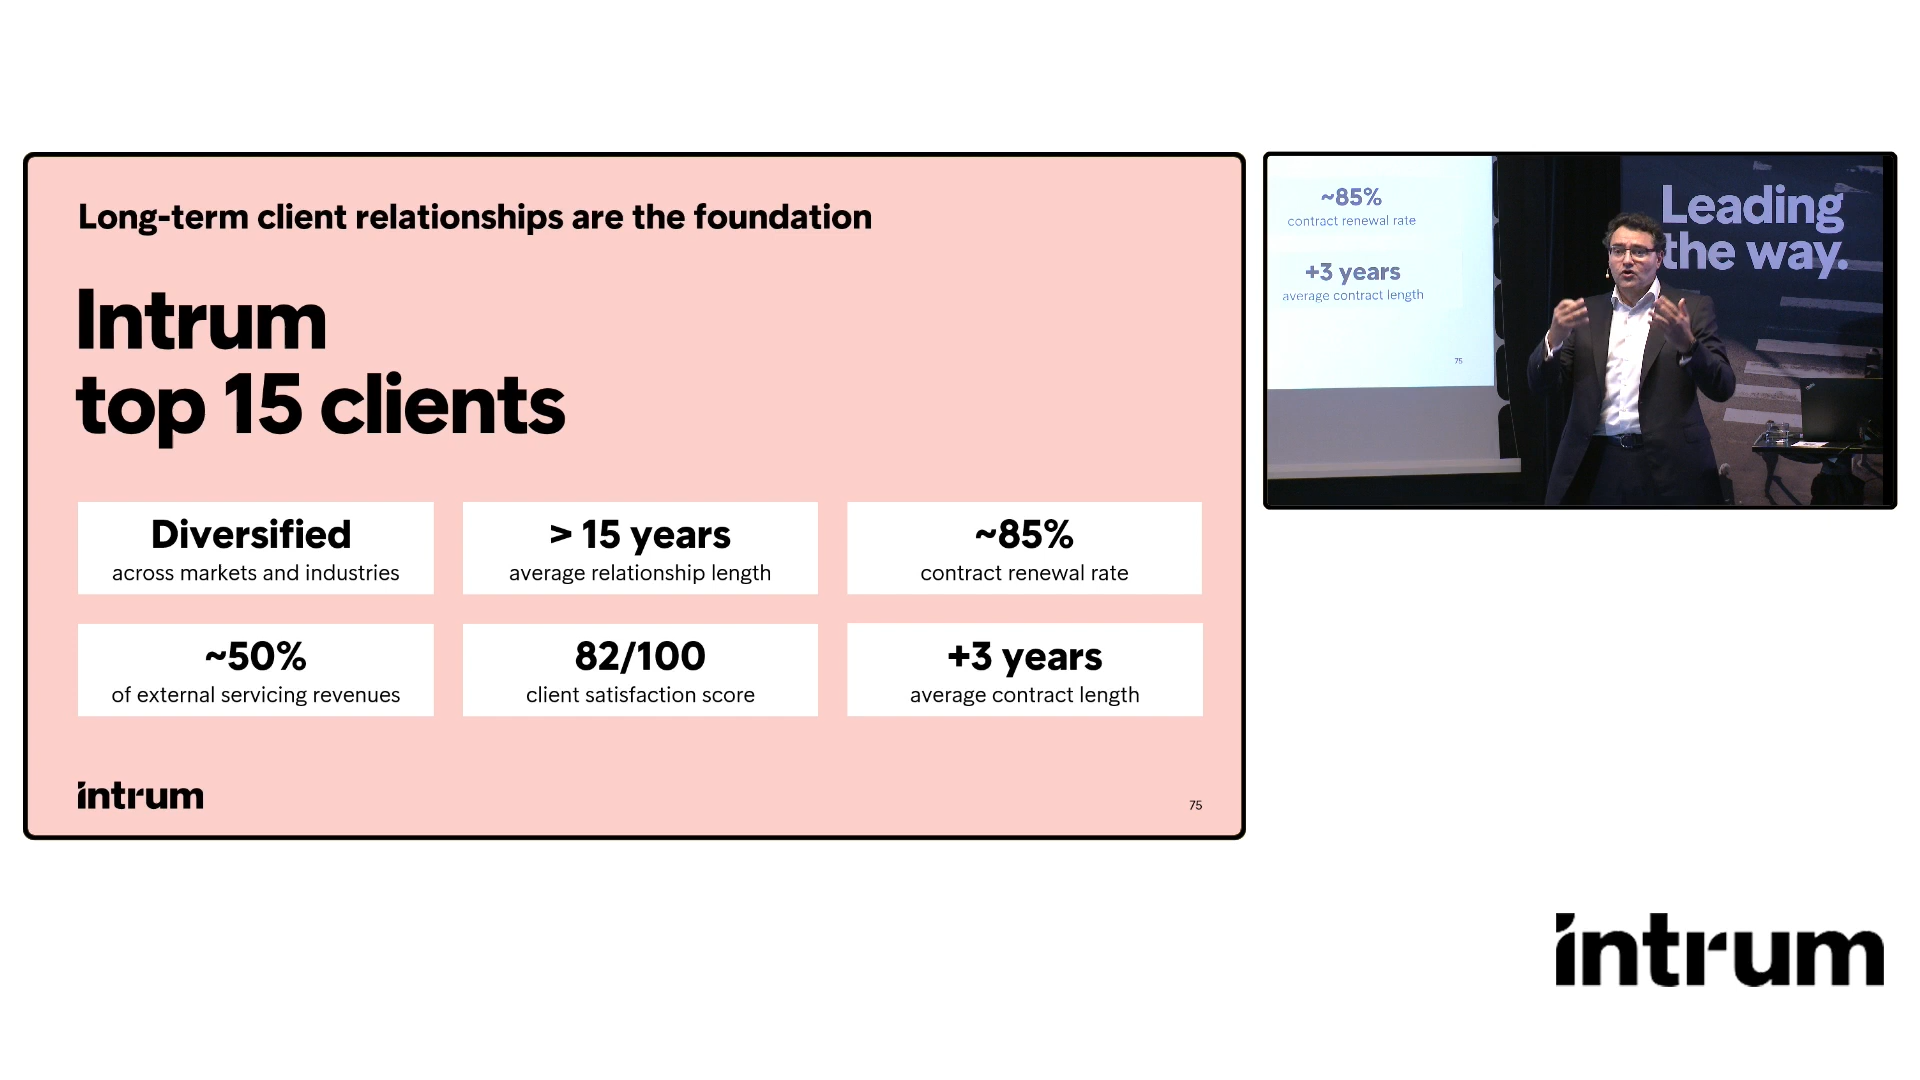 Long-term client relationships are the foundation
Intrum
top 15 clients
Diversified
across markets and industries
> 15 years
average relationship length
~85%
contract renewal rate
~50%
of external servicing revenues
82/100
client satisfaction score
+3 years
average contract length
intrum
75
~85%
contract renewal rate
+3 years
average contract length
75
Leading
the way.
intrum